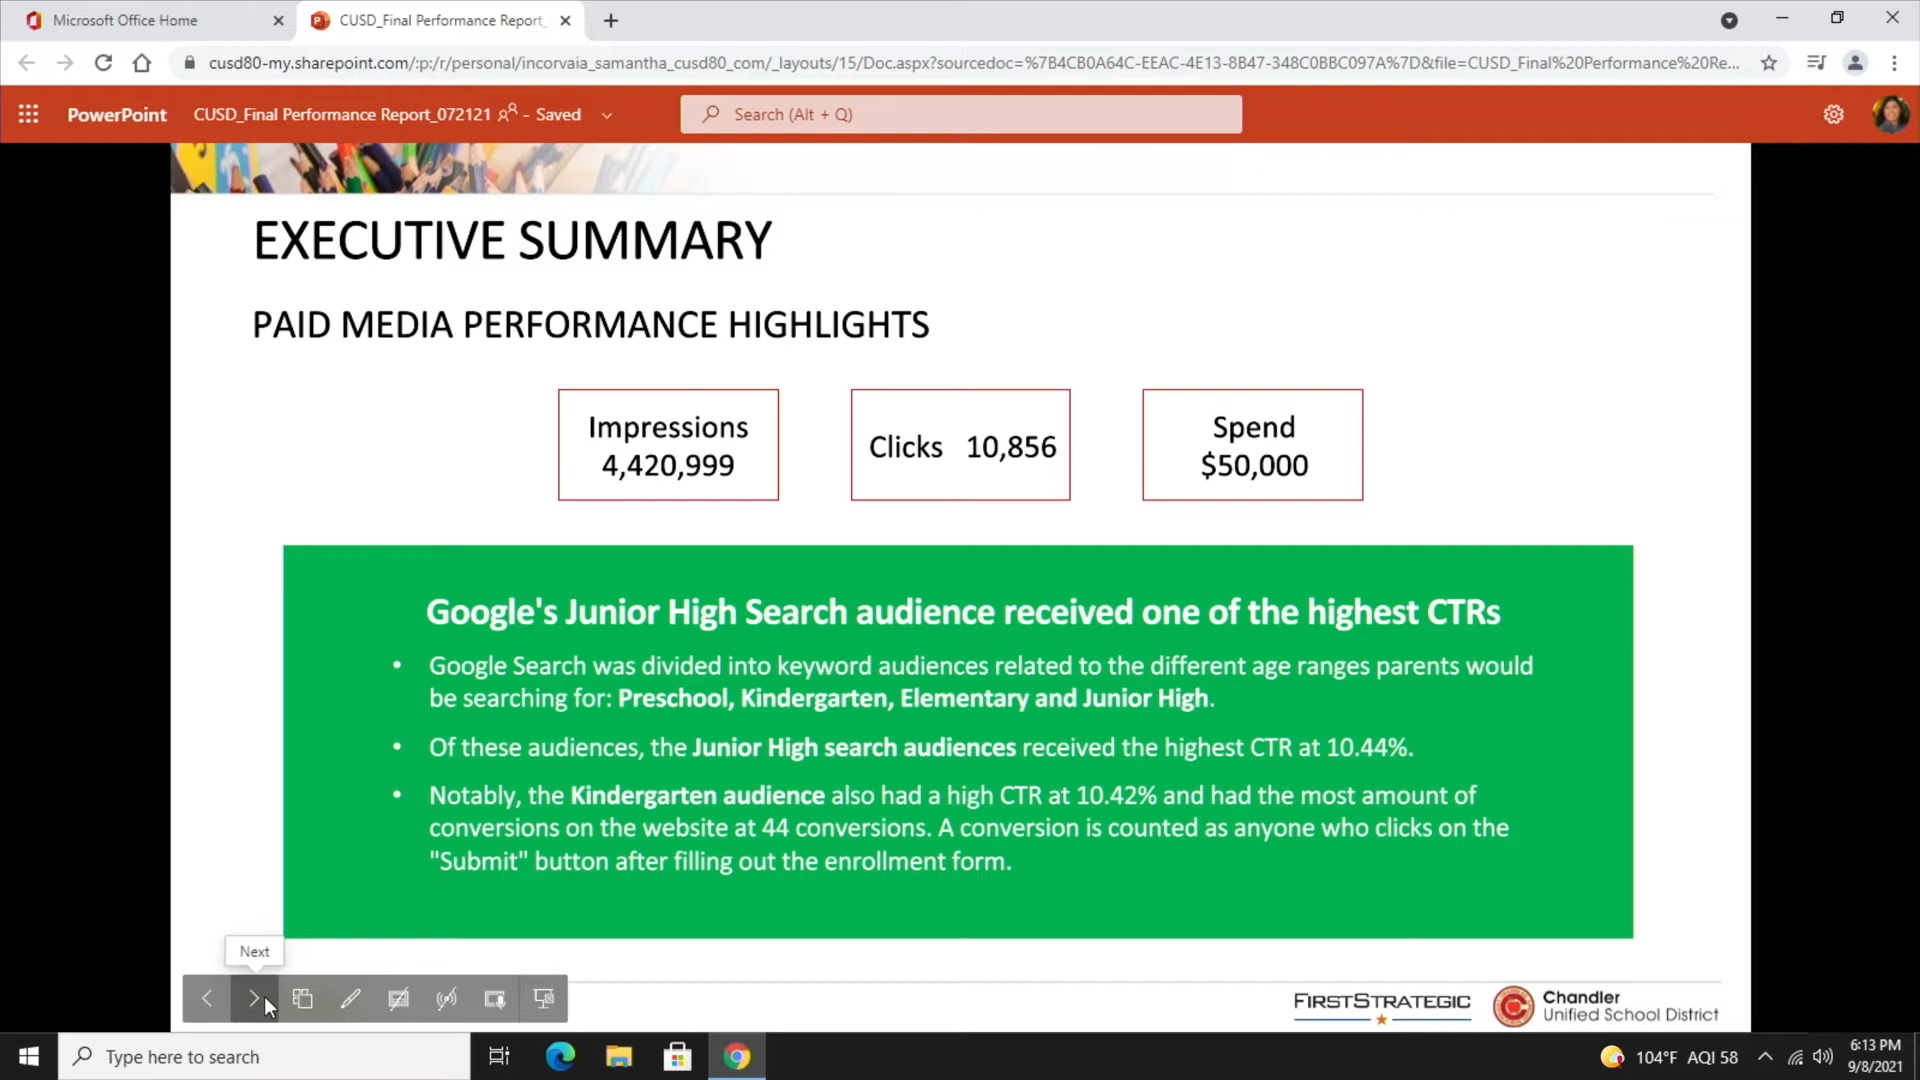 Microsoft Office Home
CUSD_Final Performance Report_
cusd80-my.sharepoint.com/:p:/r/personal/incorvaia_samantha_cusd80_com/_layouts/15/Doc.aspx?sourcedoc=%7B4CB0A64C-EEAC-4E13-8B47-348C0BBC097A%7D&file=CUSD_Final%20Performance%20Re...
PowerPoint CUSD_Final Performance Report_072121 - Saved
Search (Alt + Q)
EXECUTIVE SUMMARY
PAID MEDIA PERFORMANCE HIGHLIGHTS
Impressions
4,420,999
Clicks 10,856
Spend
$50,000
Google's Junior High Search audience received one of the highest CTRs
• Google Search was divided into keyword audiences related to the different age ranges parents would
be searching for: Preschool, Kindergarten, Elementary and Junior High.
• Of these audiences, the Junior High search audiences received the highest CTR at 10.44%.
• Notably, the Kindergarten audience also had a high CTR at 10.42% and had the most amount of
conversions on the website at 44 conversions. A conversion is counted as anyone who clicks on the
"Submit" button after filling out the enrollment form.
Next
FIRSTSTRATEGIC
Chandler
Unified School District
Type here to search
104°F AQI 58
6:13 PM
9/8/2021